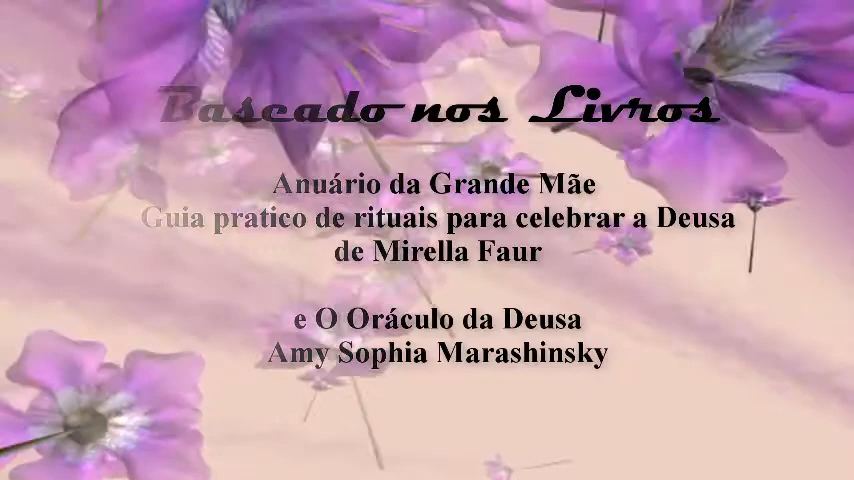 Baseado nos Livros
Anuário da Grande Mãe
Guia pratico de rituais para celebrar a Deusa
de Mirella Faur
e O Oráculo da Deusa
Amy Sophia Marashinsky